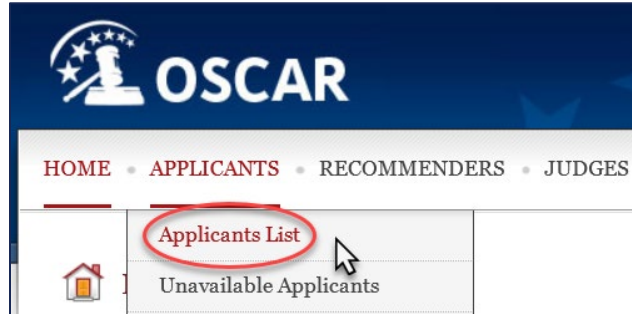 OSCAR
HOME • APPLICANTS • RECOMMENDERS • JUDGES
Applicants List
Unavailable Applicants